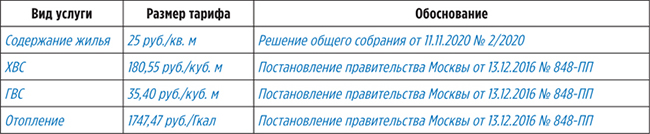 Вид услуги Размер тарифа Обоснование
Содержание жилья 25 руб./кв. м Решение общего собрания от 11.11.2020 № 2/2020
ХВС 180,55 руб./куб. м Постановление правительства Москвы от 13.12.2016 № 848-ПП
ГВС 35,40 руб./куб. м Постановление правительства Москвы от 13.12.2016 № 848-ПП
Отопление 1747,47 руб./Гкал Постановление правительства Москвы от 13.12.2016 № 848-ПП